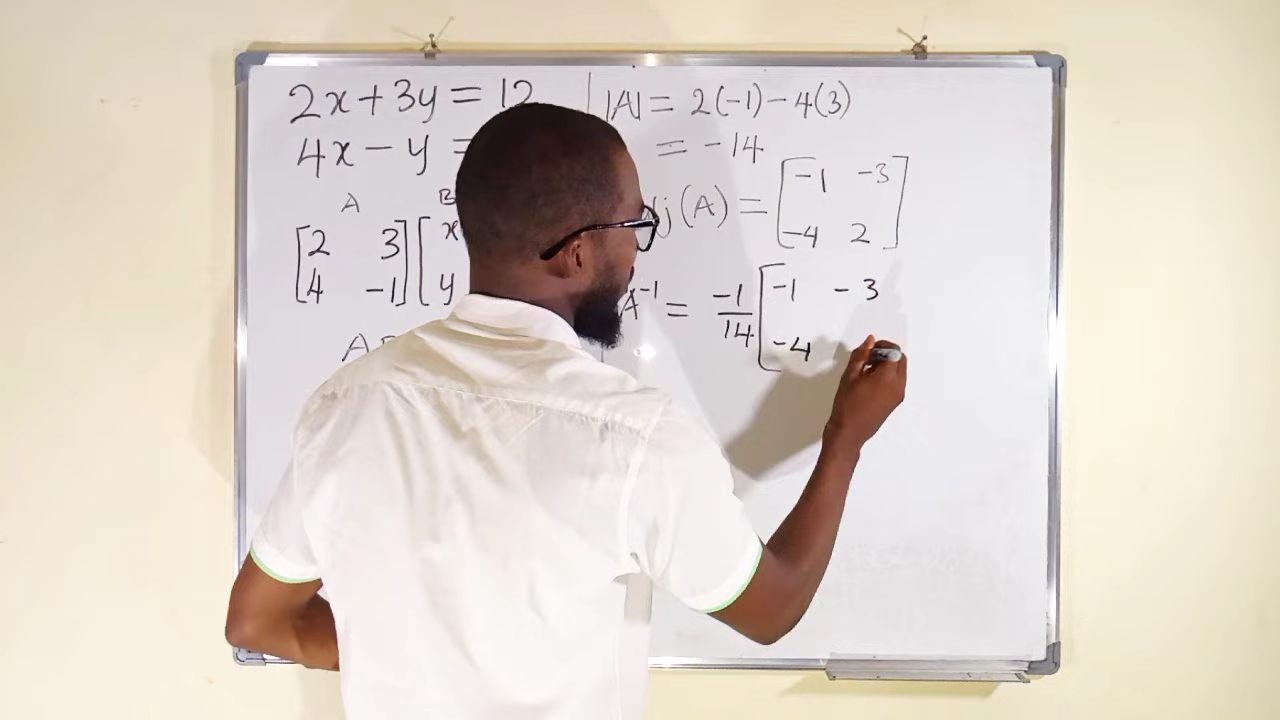 2x + 3y = 12
4x − y =
A B
[2 3
4 −1] [x
y
A
|A| = 2(−1) − 4(3)
= −14
j(A) = [−1 −3
−4 2]
A⁻¹ = −1/14 [−1 −3
−4